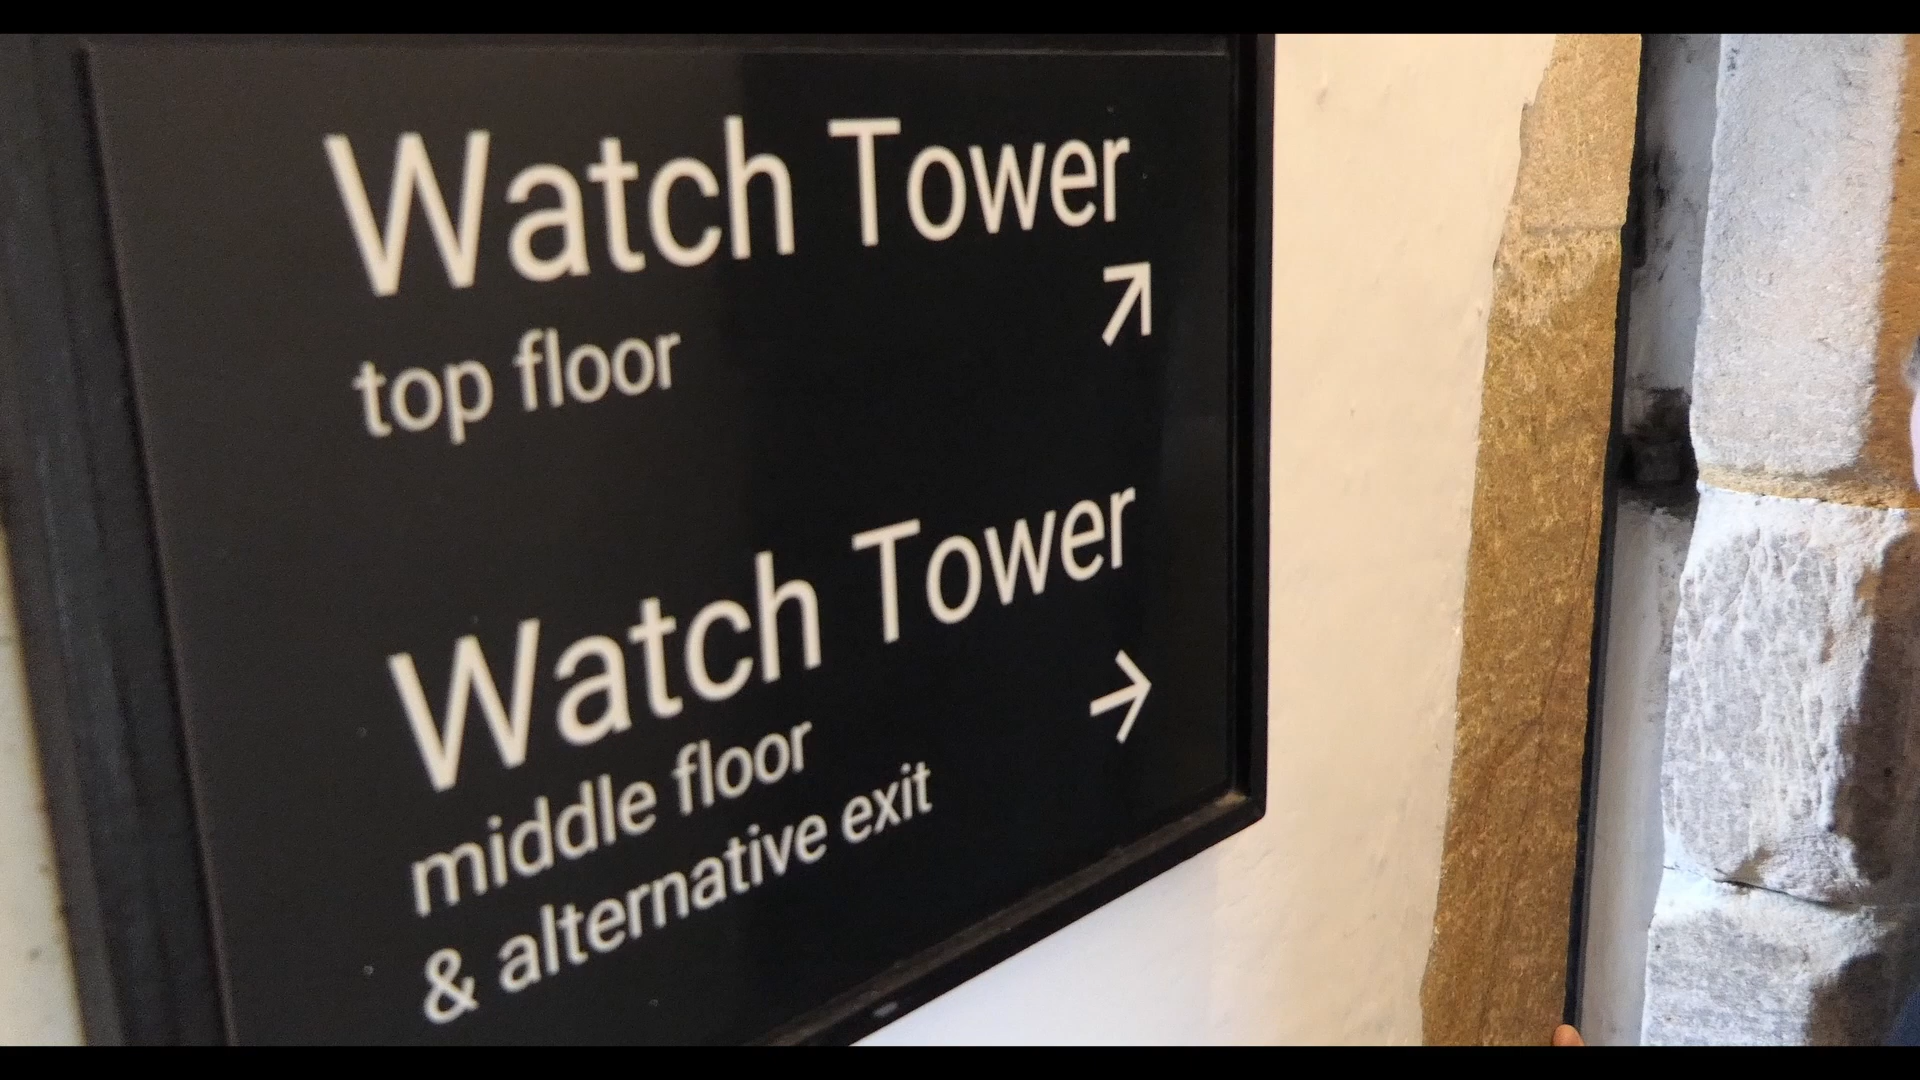 Watch Tower
↗
top floor
Watch Tower
→
middle floor
& alternative exit